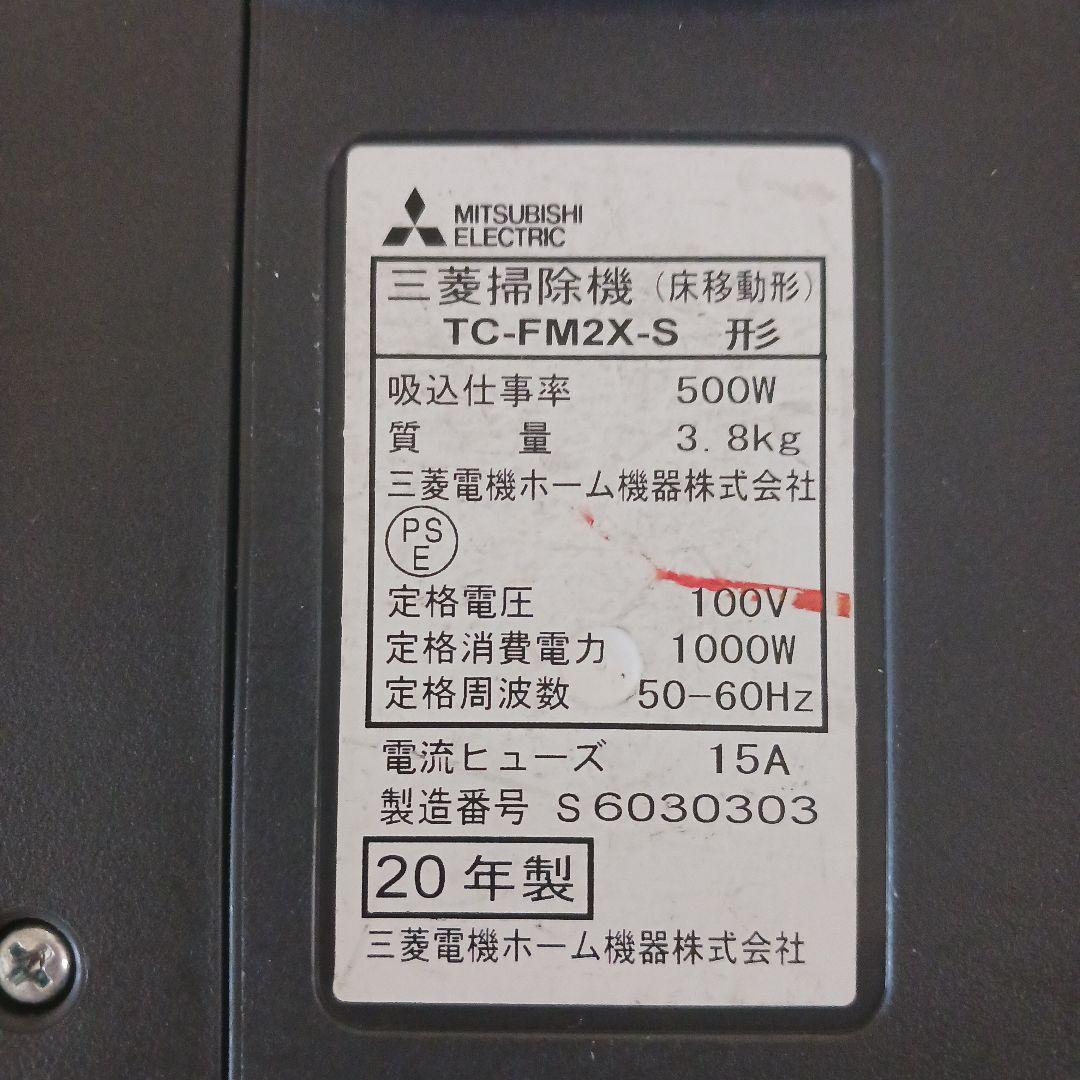 MITSUBISHI
ELECTRIC
三菱掃除機(床移動形)
TC-FM2X-S 形
吸込仕事率 500W
質量 3.8kg
三菱電機ホーム機器株式会社
PS
E
定格電圧 100V
定格消費電力 1000W
定格周波数 50-60Hz
電流ヒューズ 15A
製造番号 S6030303
20年製
三菱電機ホーム機器株式会社